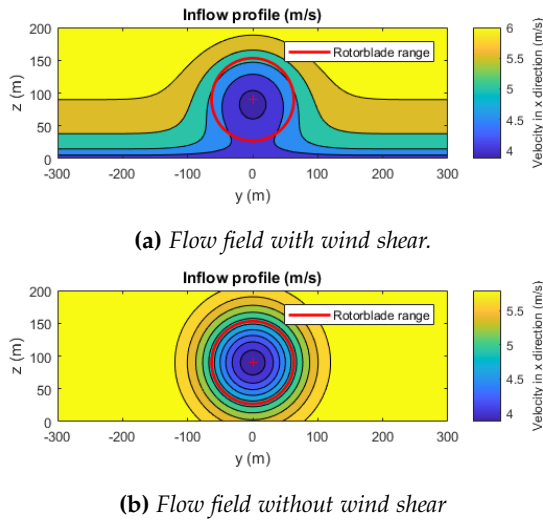 Inflow profile (m/s)
200
150
100
50
0
z (m)
-300
-200
-100
0
100
200
300
y (m)
Rotorblade range
6
5.5
5
4.5
4
Velocity in x direction (m/s)
(a) Flow field with wind shear.
Inflow profile (m/s)
200
150
100
50
0
z (m)
-300
-200
-100
0
100
200
300
y (m)
Rotorblade range
5.5
5
4.5
4
Velocity in x direction (m/s)
(b) Flow field without wind shear